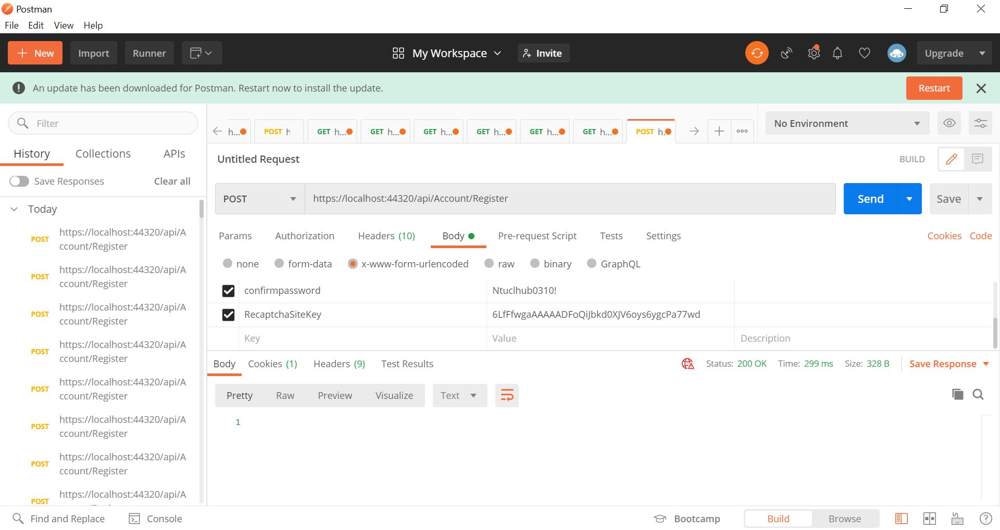 Postman
File Edit View Help
New Import Runner My Workspace Invite Upgrade
An update has been downloaded for Postman. Restart now to install the update. Restart
Filter
h... POST h GET h... GET h... GET h... GET h... GET h... GET h... POST h. No Environment
History Collections APIs
Untitled Request BUILD
Save Responses Clear all
POST https://localhost:44320/api/Account/Register Send Save
Today
POST https://localhost:44320/api/A
ccount/Register
POST https://localhost:44320/api/A
ccount/Register
POST https://localhost:44320/api/A
ccount/Register
POST https://localhost:44320/api/A
ccount/Register
POST https://localhost:44320/api/A
ccount/Register
POST https://localhost:44320/api/A
ccount/Register
POST https://localhost:44320/api/A
ccount/Register
POST https://localhost:44320/api/A
Params Authorization Headers (10) Body Pre-request Script Tests Settings Cookies Code
none form-data x-www-form-urlencoded raw binary GraphQL
confirmpassword Ntuclhub0310!
RecaptchaSiteKey 6LfFfwgaAAAAADFoQiJbkd0XJV6oys6ygcPa77wd
Key Value Description
Body Cookies (1) Headers (9) Test Results Status: 200 OK Time: 299 ms Size: 328 B Save Response
Pretty Raw Preview Visualize Text
1
Find and Replace Console Bootcamp Build Browse